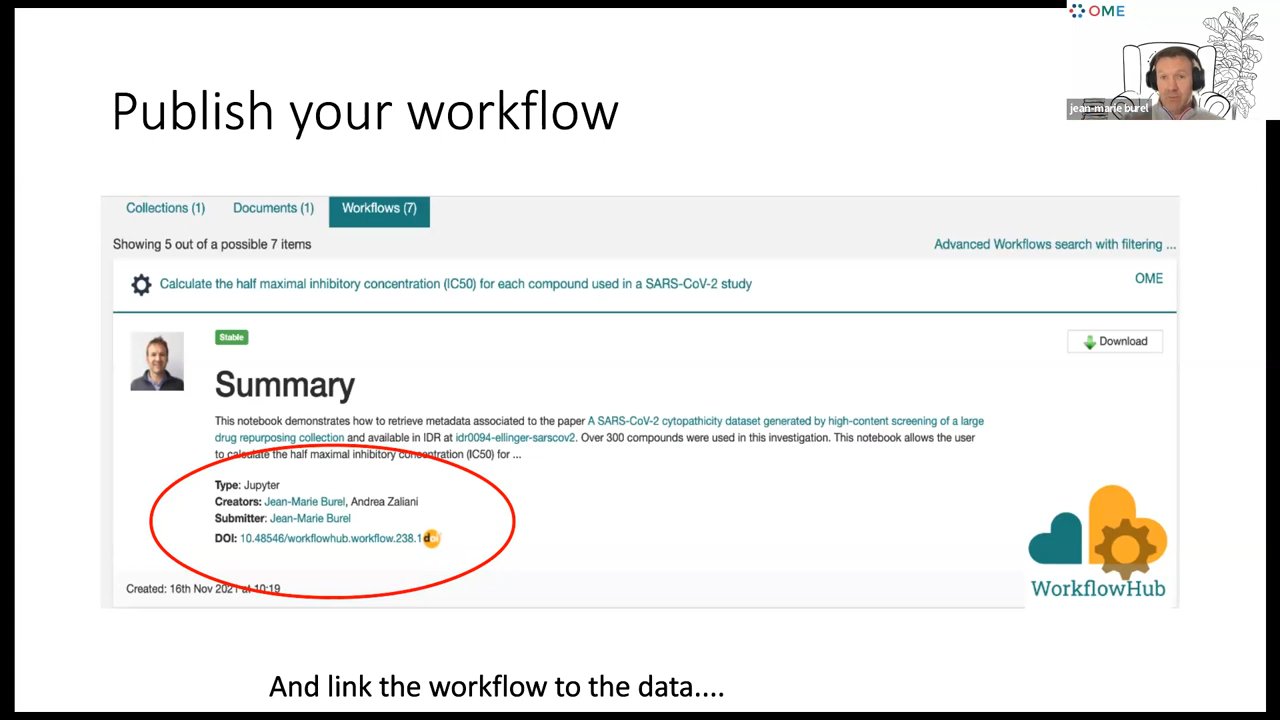 OME
jean-marie burel
Publish your workflow
Collections (1) Documents (1) Workflows (7)
Showing 5 out of a possible 7 items Advanced Workflows search with filtering ...
Calculate the half maximal inhibitory concentration (IC50) for each compound used in a SARS-CoV-2 study OME
Stable
Download
Summary
This notebook demonstrates how to retrieve metadata associated to the paper A SARS-CoV-2 cytopathicity dataset generated by high-content screening of a large
drug repurposing collection and available in IDR at idr0094-ellinger-sarscov2. Over 300 compounds were used in this investigation. This notebook allows the user
to calculate the half maximal inhibitory concentration (IC50) for ...
Type: Jupyter
Creators: Jean-Marie Burel, Andrea Zaliani
Submitter: Jean-Marie Burel
DOI: 10.48546/workflowhub.workflow.238.1 doi
Created: 16th Nov 2021 at 10:19
WorkflowHub
And link the workflow to the data....